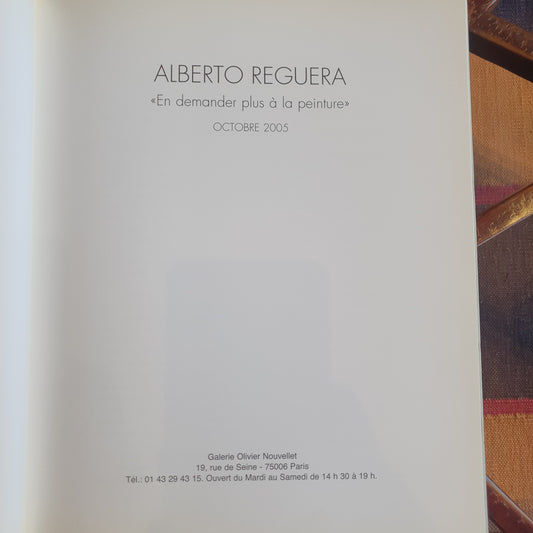 ALBERTO REGUERA
«En demander plus à la peinture»
OCTOBRE 2005
Galerie Olivier Nouvellet
19, rue de Seine - 75006 Paris
Tél.: 01 43 29 43 15. Ouvert du Mardi au Samedi de 14 h 30 à 19 h.